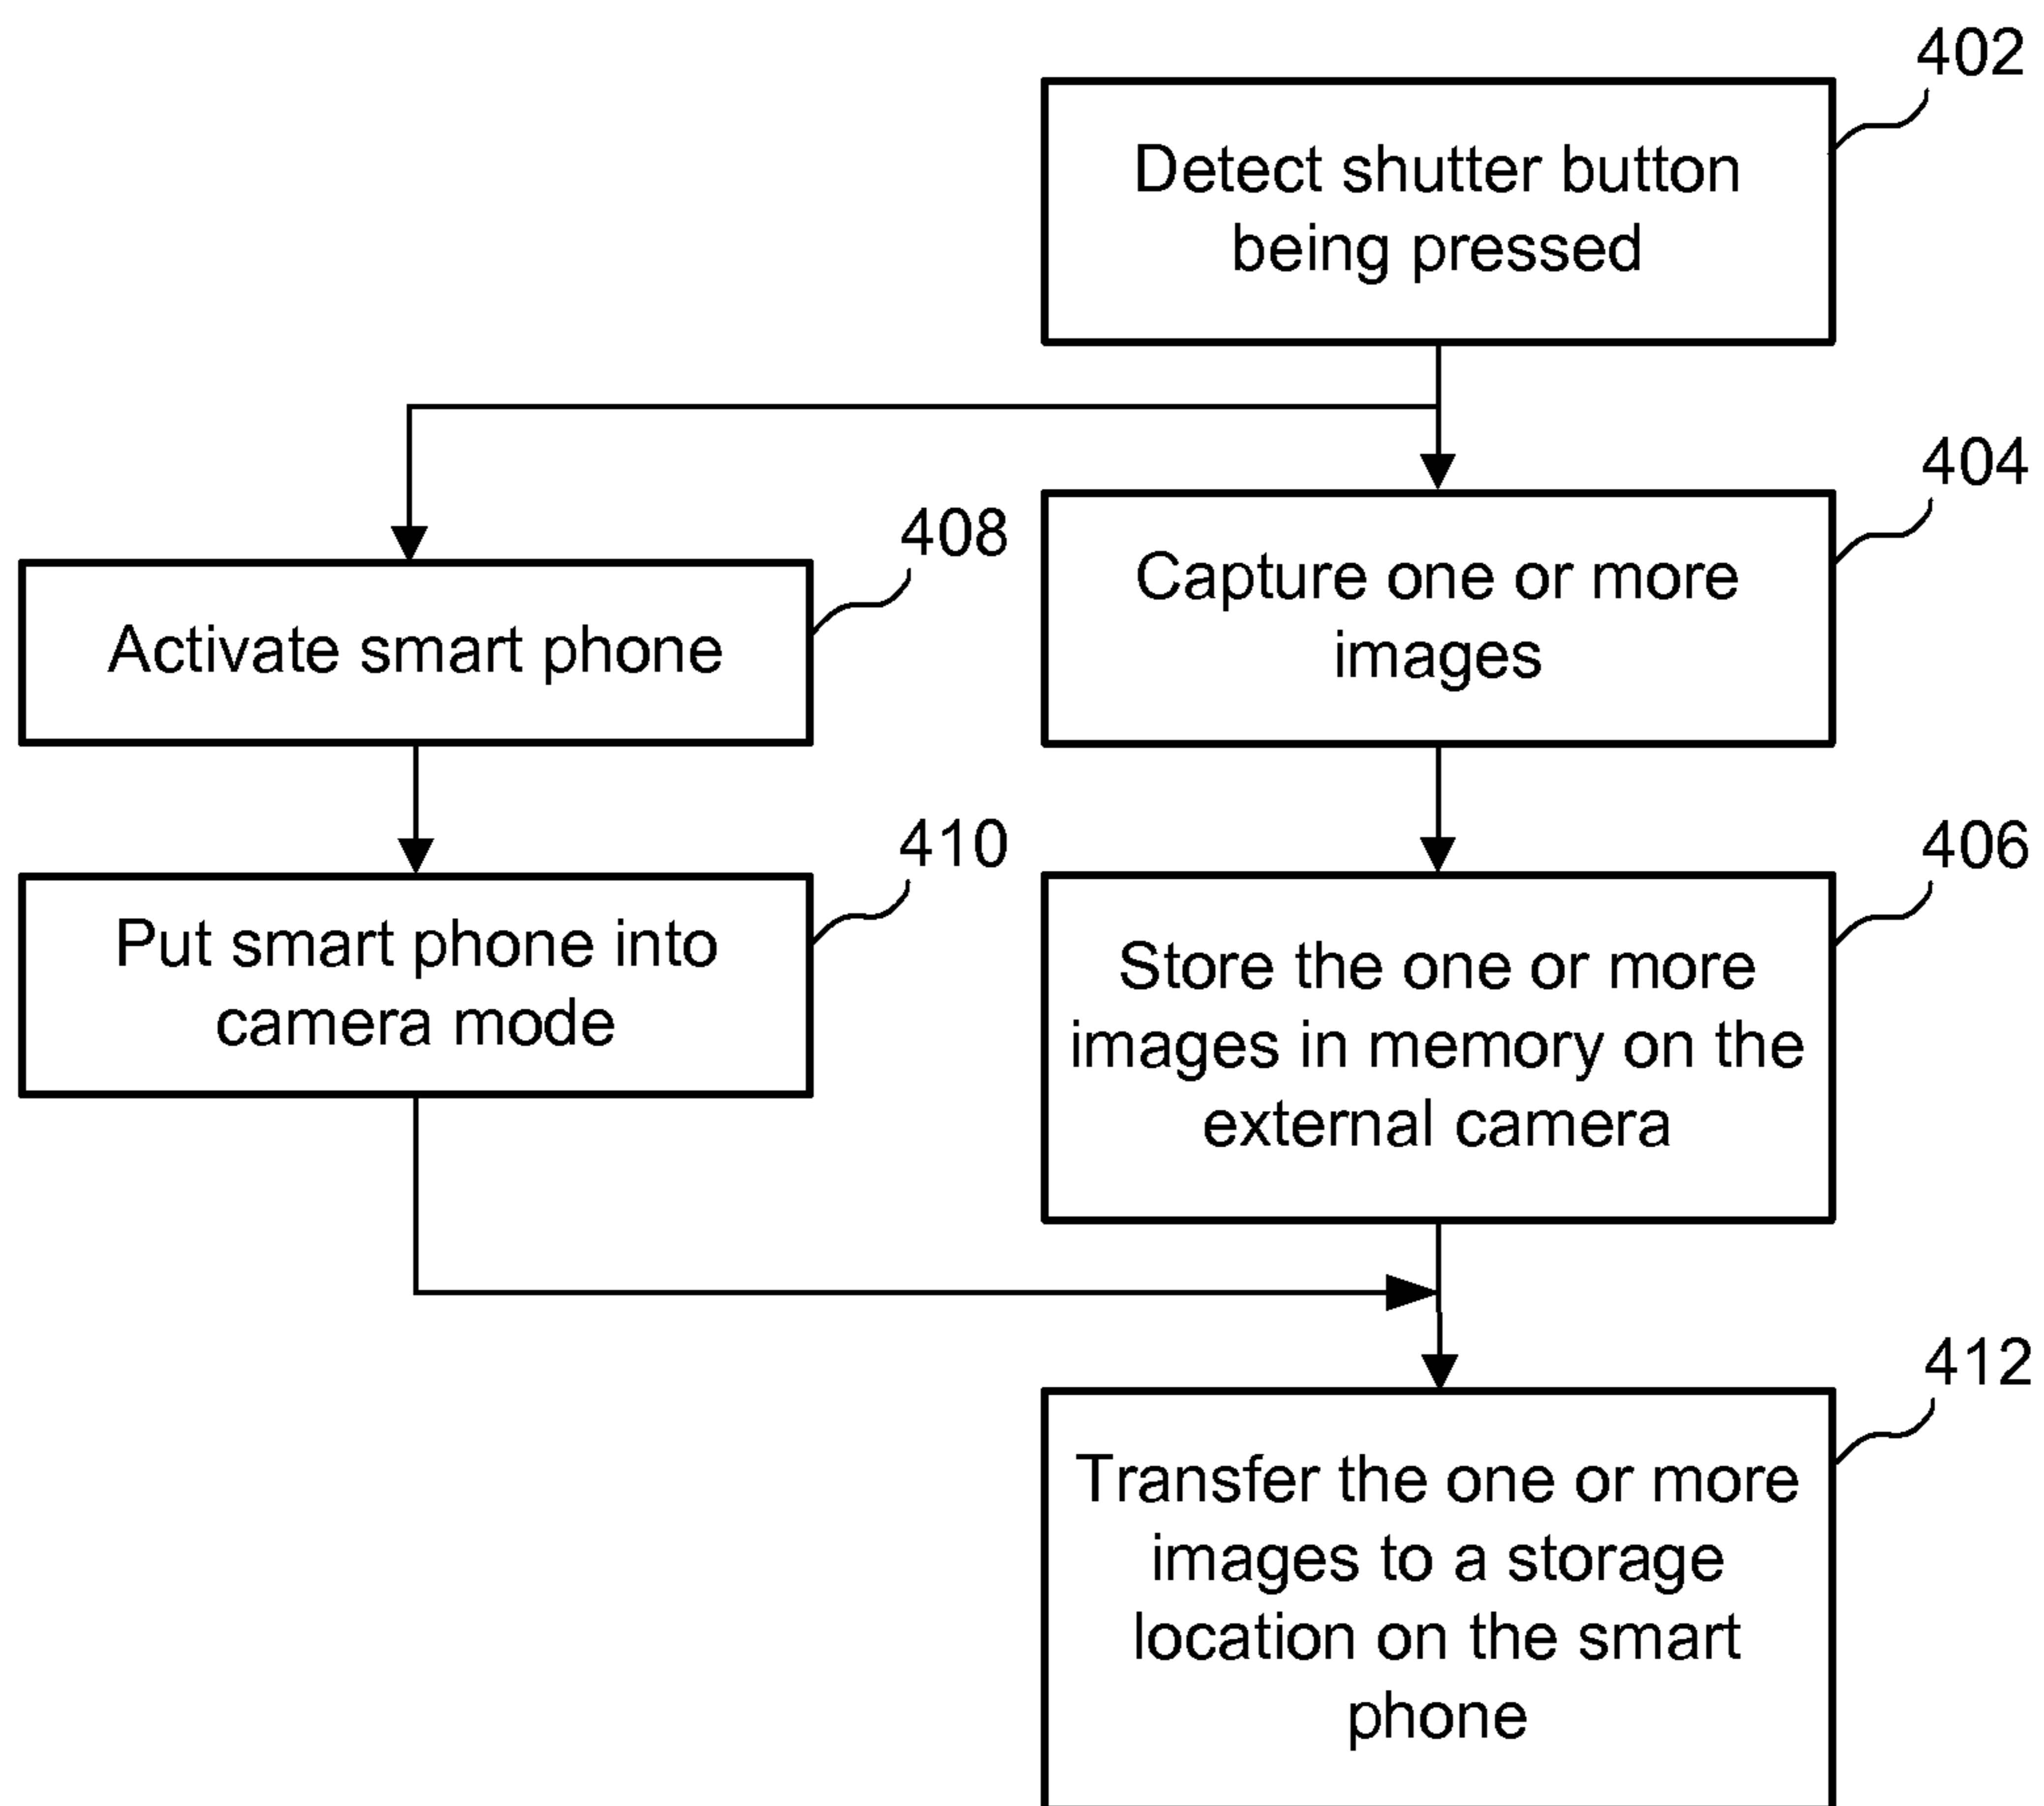 402
Detect shutter button
being pressed
404
Capture one or more
images
408
Activate smart phone
406
Store the one or more
images in memory on the
external camera
410
Put smart phone into
camera mode
412
Transfer the one or more
images to a storage
location on the smart
phone